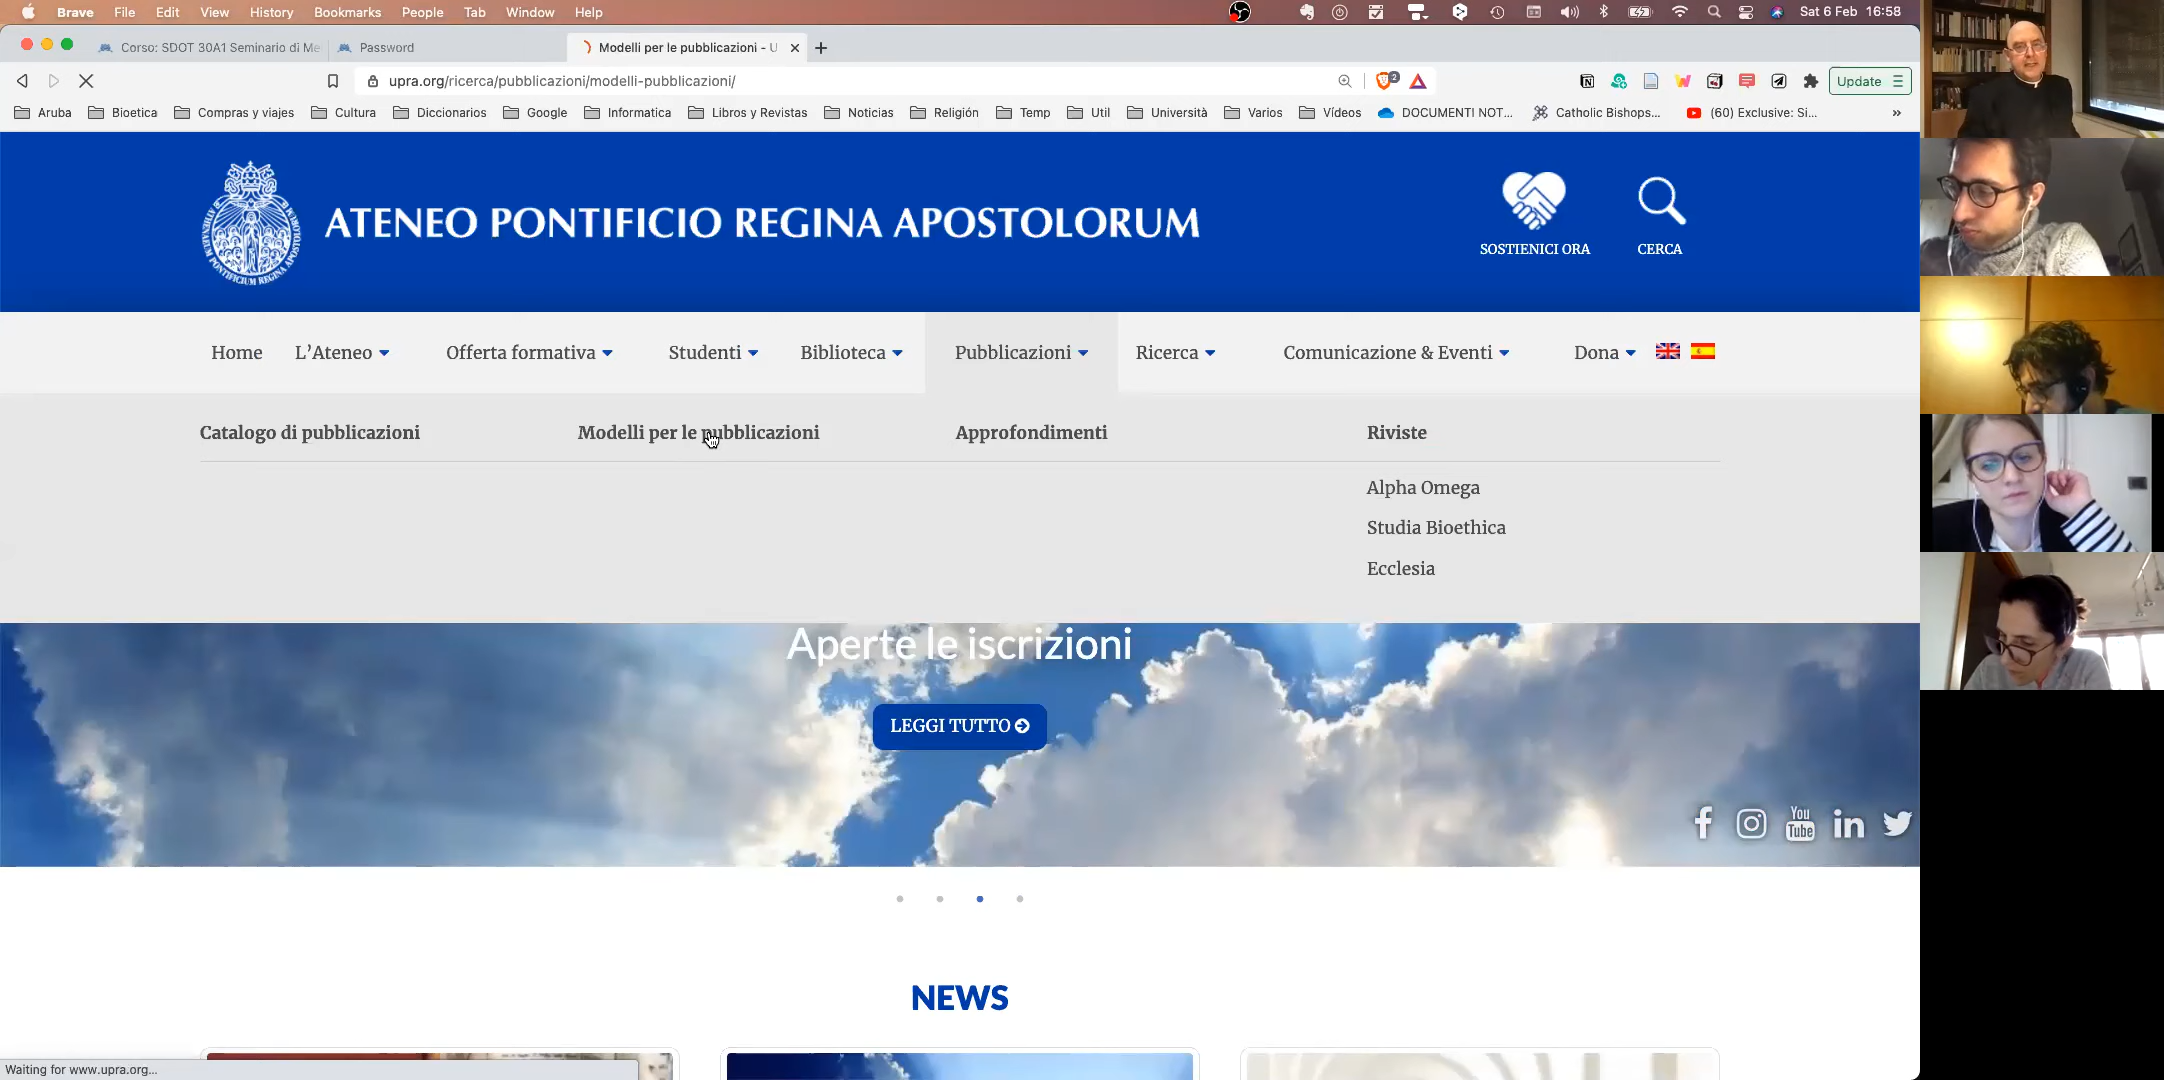 Brave File Edit View History Bookmarks People Tab Window Help Sat 6 Feb 16:58
Corso: SDOT 30A1 Seminario di Me Password Modelli per le pubblicazioni - U
upra.org/ricerca/pubblicazioni/modelli-pubblicazioni/ 2 Update
Aruba Bioetica Compras y viajes Cultura Diccionarios Google Informatica Libros y Revistas Noticias Religión Temp Util Università Varios Vídeos DOCUMENTI NOT... Catholic Bishops... (60) Exclusive: Si... »
ATENEO PONTIFICIO REGINA APOSTOLORUM
SOSTIENICI ORA CERCA
Home L'Ateneo Offerta formativa Studenti Biblioteca Pubblicazioni Ricerca Comunicazione & Eventi Dona
Catalogo di pubblicazioni Modelli per le pubblicazioni Approfondimenti Riviste
Alpha Omega
Studia Bioethica
Ecclesia
Aperte le iscrizioni
LEGGI TUTTO
You
Tube
in
NEWS
Waiting for www.upra.org...